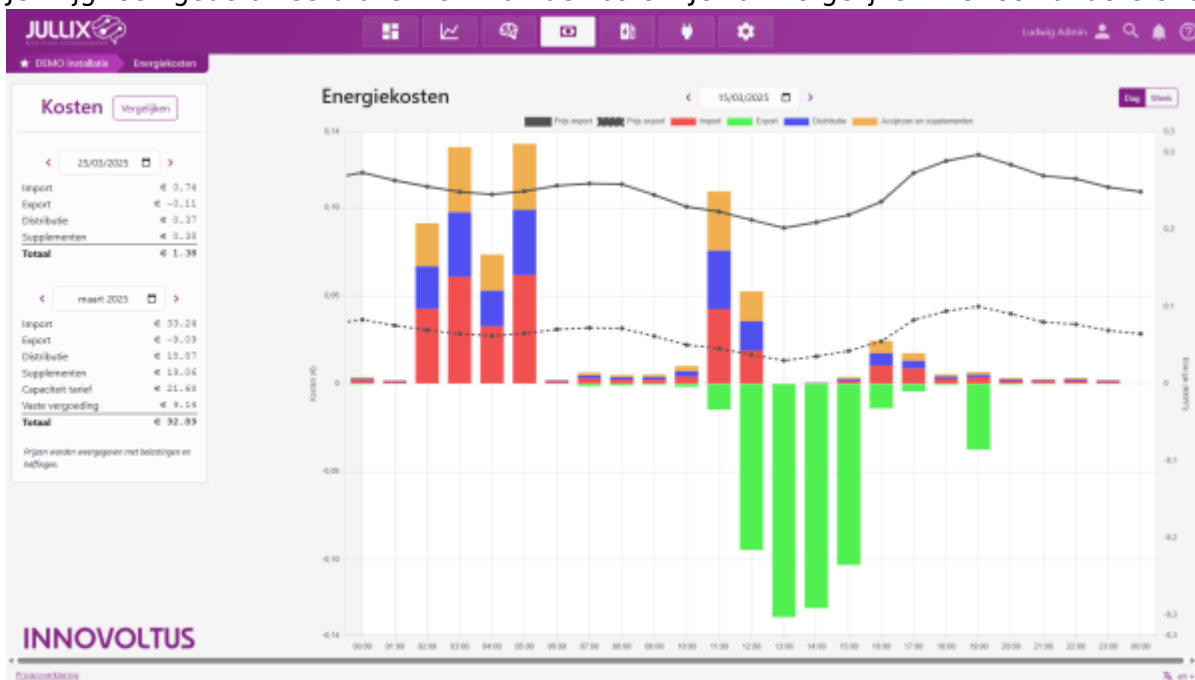 JULLIX
Ludwig Admin
DEMO Installatie
Energiekosten
Kosten
Vergelijken
25/03/2025
Import € 0.74
Export € -0.11
Distributie € 0.37
Supplementen € 0.38
Totaal € 1.38
maart 2025
Import € 33.24
Export
Distributie
Supplementen € 19.06
Capaciteit tarief € 21.68
Vaste vergoeding € 9.14
Totaal
Prijzen worden weergegeven met belastingen en
heffingen.
INNOVOLTUS
Privacyverklaring
Energiekosten
15/03/2025
Dag Week
Prijs import Prijs export Import Export Distributie Accijnzen en supplementen
0,14
0,10
0,05
0
-0,05
-0,10
-0,14
Kosten (€)
0,3
0,3
0,2
0,1
0
-0,1
-0,2
-0,3
-0,3
00:00 01:00 02:00 03:00 04:00 05:00 06:00 07:00 08:00 09:00 10:00 11:00 12:00 13:00 14:00 15:00 16:00 17:00 18:00 19:00 20:00 21:00 22:00 23:00 00:00
en